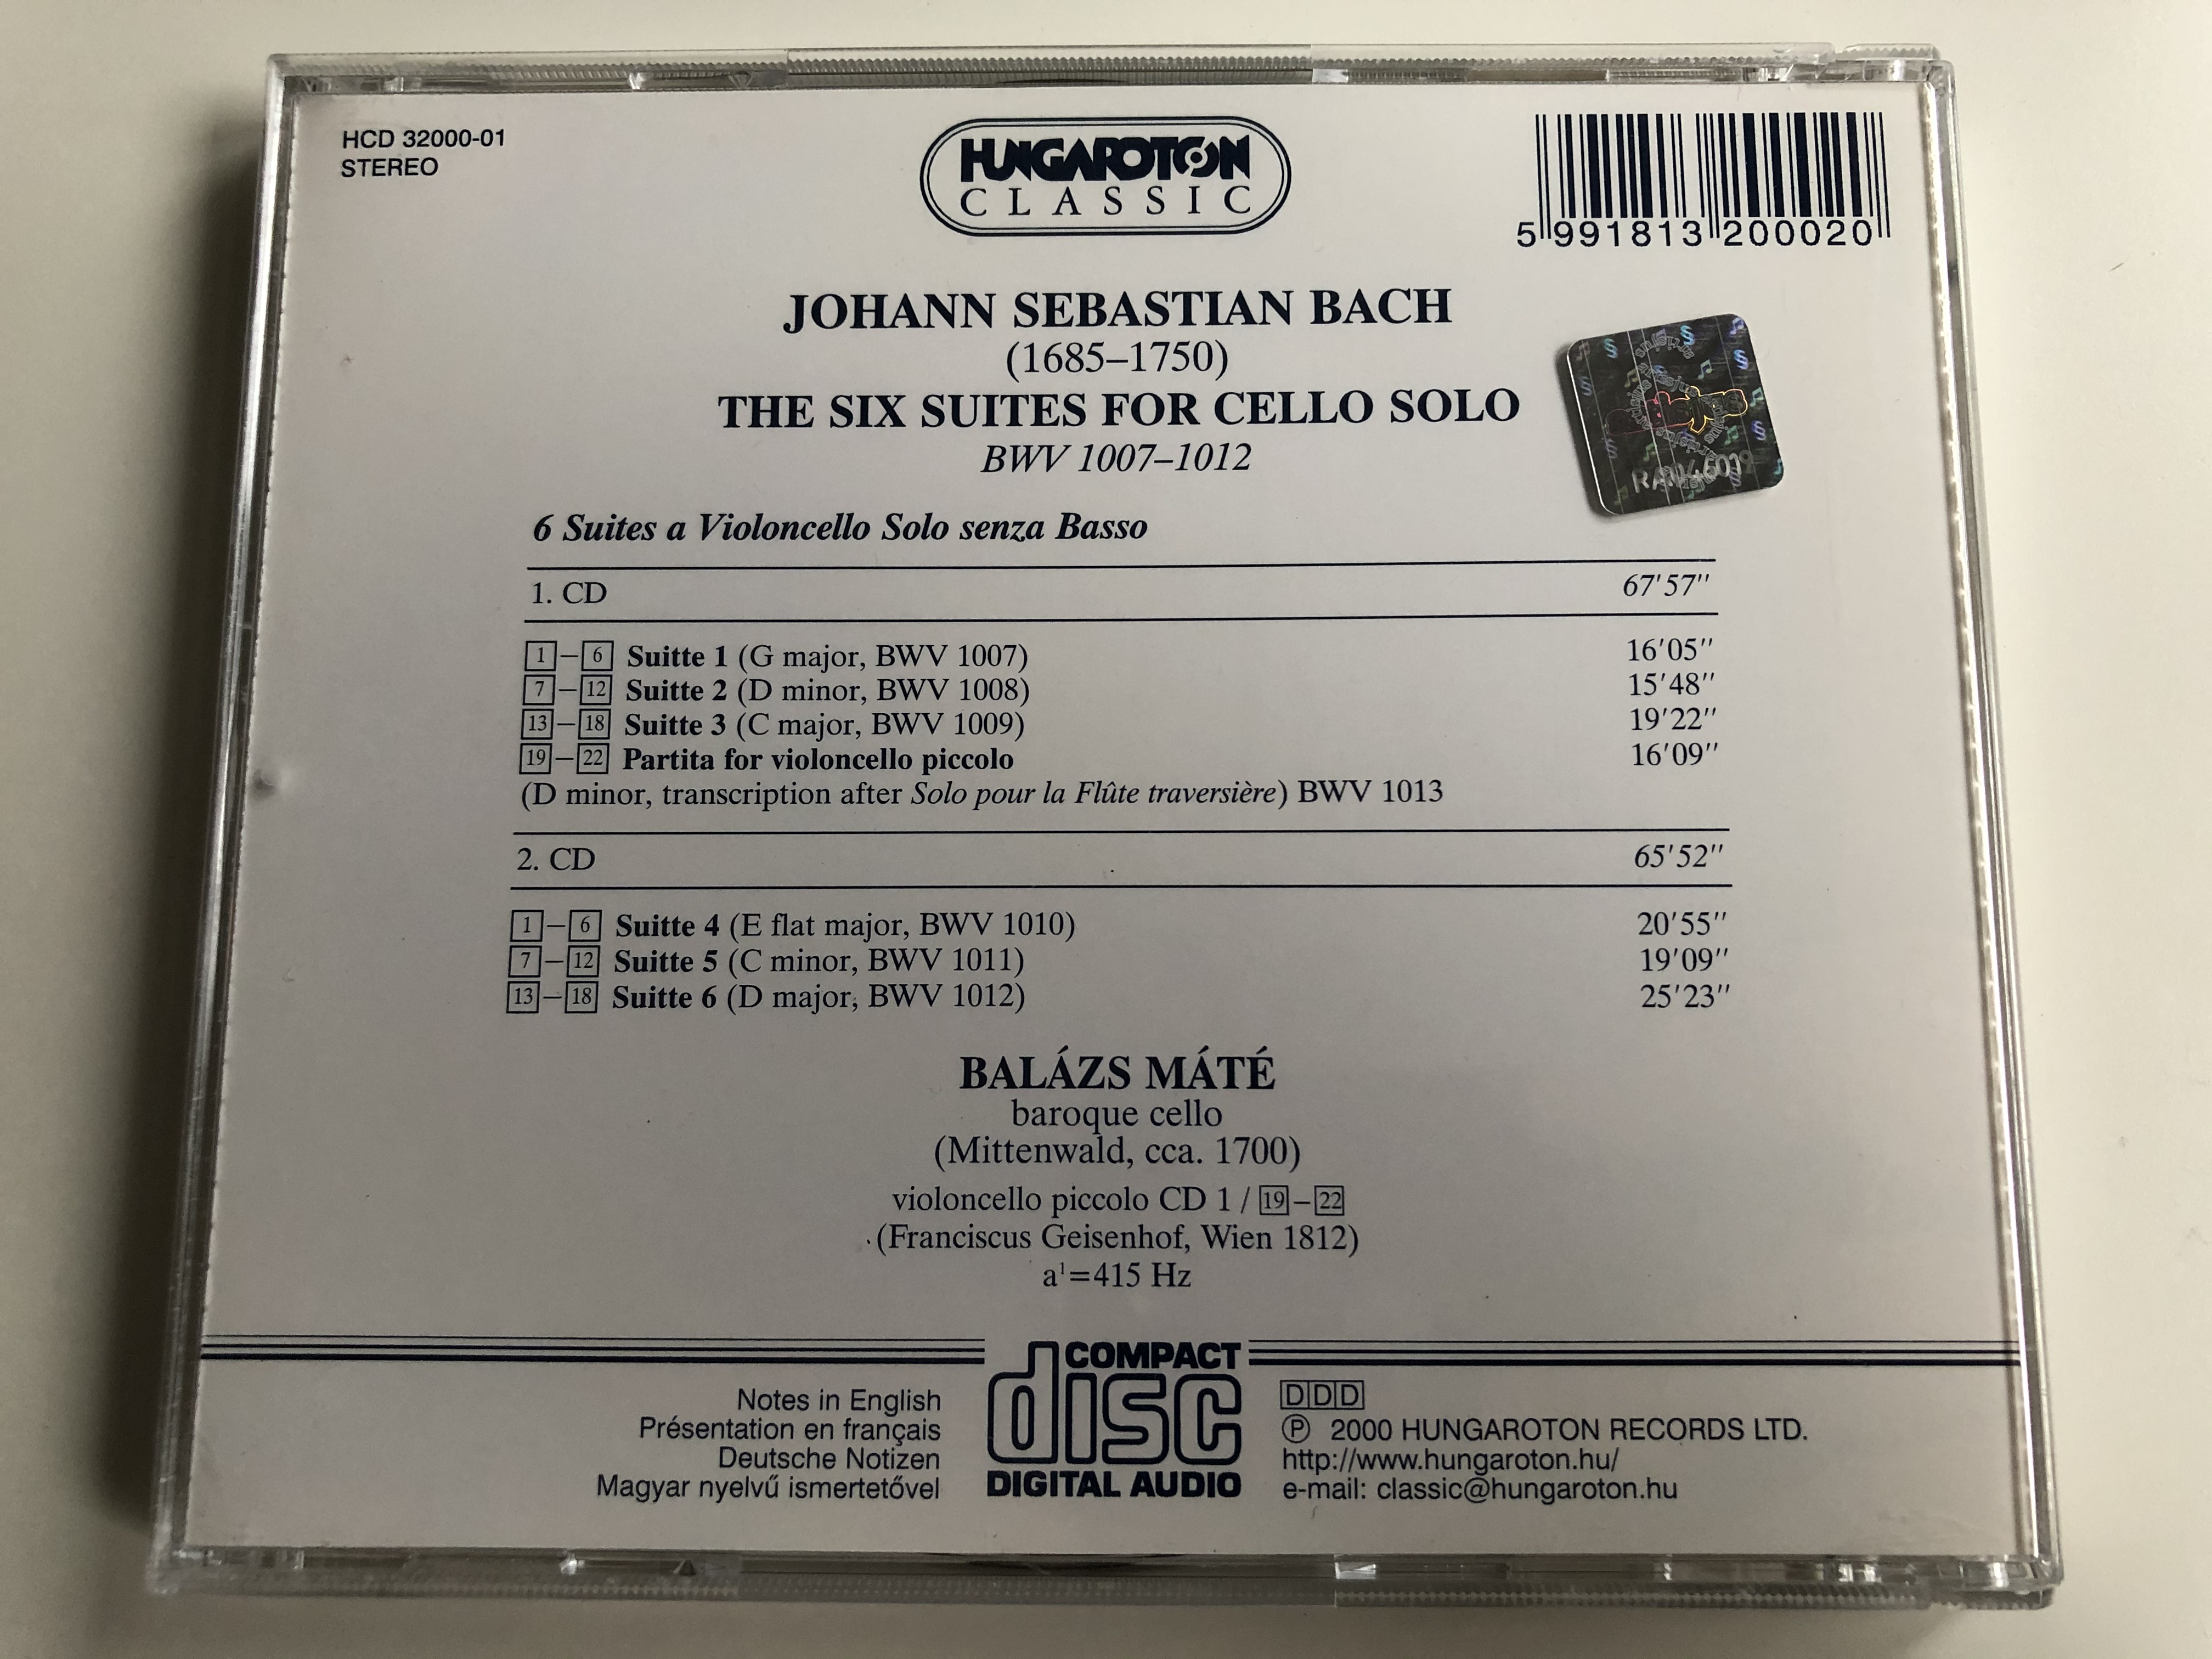 HCD 32000-01
STEREO
HUNGAROTON
CLASSIC
5 991813 200020
JOHANN SEBASTIAN BACH
(1685–1750)
THE SIX SUITES FOR CELLO SOLO
BWV 1007–1012
6 Suites a Violoncello Solo senza Basso
1. CD 67'57"
1–6 Suitte 1 (G major, BWV 1007) 16'05"
7–12 Suitte 2 (D minor, BWV 1008) 15'48"
13–18 Suitte 3 (C major, BWV 1009) 19'22"
19–22 Partita for violoncello piccolo 16'09"
(D minor, transcription after Solo pour la Flûte traversière) BWV 1013
2. CD 65'52"
1–6 Suitte 4 (E flat major, BWV 1010) 20'55"
7–12 Suitte 5 (C minor, BWV 1011) 19'09"
13–18 Suitte 6 (D major, BWV 1012) 25'23"
BALÁZS MÁTÉ
baroque cello
(Mittenwald, cca. 1700)
violoncello piccolo CD 1 / 19–22
(Franciscus Geisenhof, Wien 1812)
a¹=415 Hz
Notes in English
Présentation en français
Deutsche Notizen
Magyar nyelvű ismertetővel
COMPACT
disc
DIGITAL AUDIO
DDD
℗ 2000 HUNGAROTON RECORDS LTD.
http://www.hungaroton.hu/
e-mail: classic@hungaroton.hu